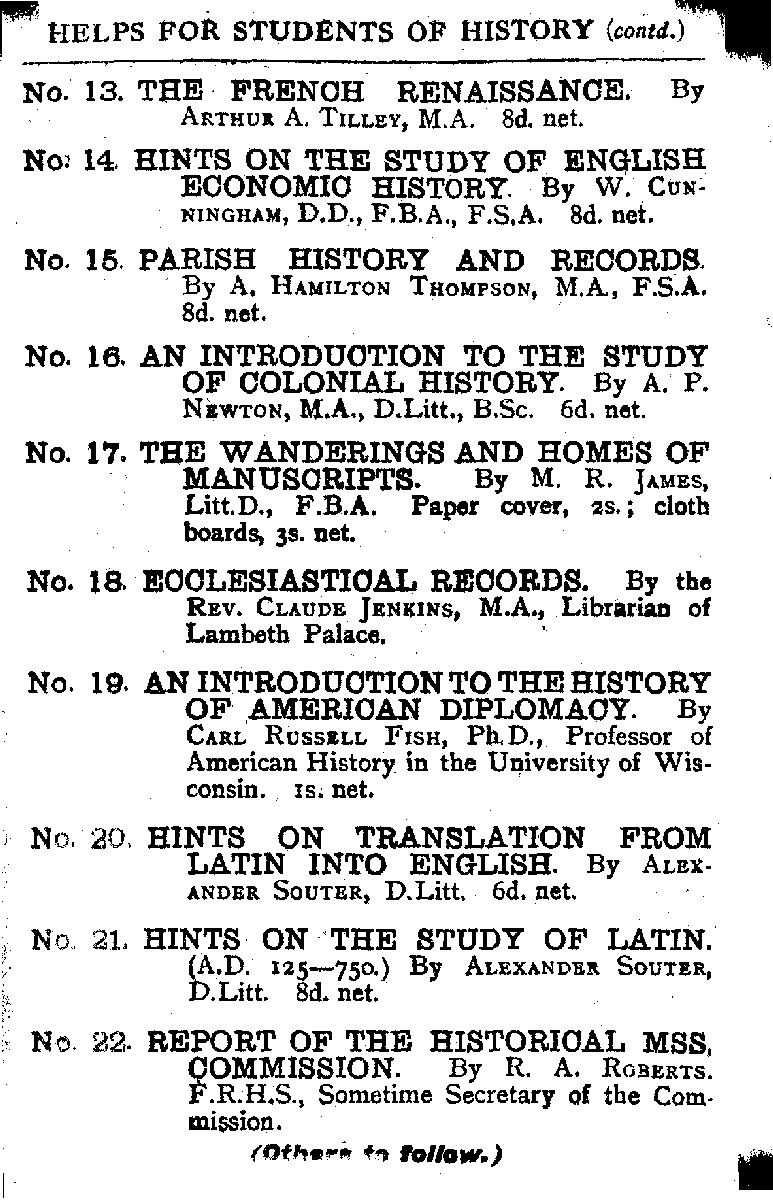 HELPS FOR STUDENTS OF HISTORY (contd.)
No. 13. THE FRENCH RENAISSANCE. By
ARTHUR A. TILLEY, M.A. 8d. net.
No. 14. HINTS ON THE STUDY OF ENGLISH
ECONOMIC HISTORY. By W. CUN-
NINGHAM, D.D., F.B.A., F.S.A. 8d. net.
No. 15. PARISH HISTORY AND RECORDS.
By A. HAMILTON THOMPSON, M.A., F.S.A.
8d. net.
No. 16. AN INTRODUCTION TO THE STUDY
OF COLONIAL HISTORY. By A. P.
NEWTON, M.A., D.Litt., B.Sc. 6d. net.
No. 17. THE WANDERINGS AND HOMES OF
MANUSCRIPTS. By M. R. JAMES,
Litt.D., F.B.A. Paper cover, 2s.; cloth
boards, 3s. net.
No. 18. ECCLESIASTICAL RECORDS. By the
REV. CLAUDE JENKINS, M.A., Librarian of
Lambeth Palace.
No. 19. AN INTRODUCTION TO THE HISTORY
OF AMERICAN DIPLOMACY. By
CARL RUSSELL FISH, Ph.D., Professor of
American History in the University of Wis-
consin. 1s. net.
No. 20. HINTS ON TRANSLATION FROM
LATIN INTO ENGLISH. By ALEX-
ANDER SOUTER, D.Litt. 6d. net.
No. 21. HINTS ON THE STUDY OF LATIN.
(A.D. 125—750.) By ALEXANDER SOUTER,
D.Litt. 8d. net.
No. 22. REPORT OF THE HISTORICAL MSS.
COMMISSION. By R. A. ROBERTS.
F.R.H.S., Sometime Secretary of the Com-
mission.
(Others to follow.)